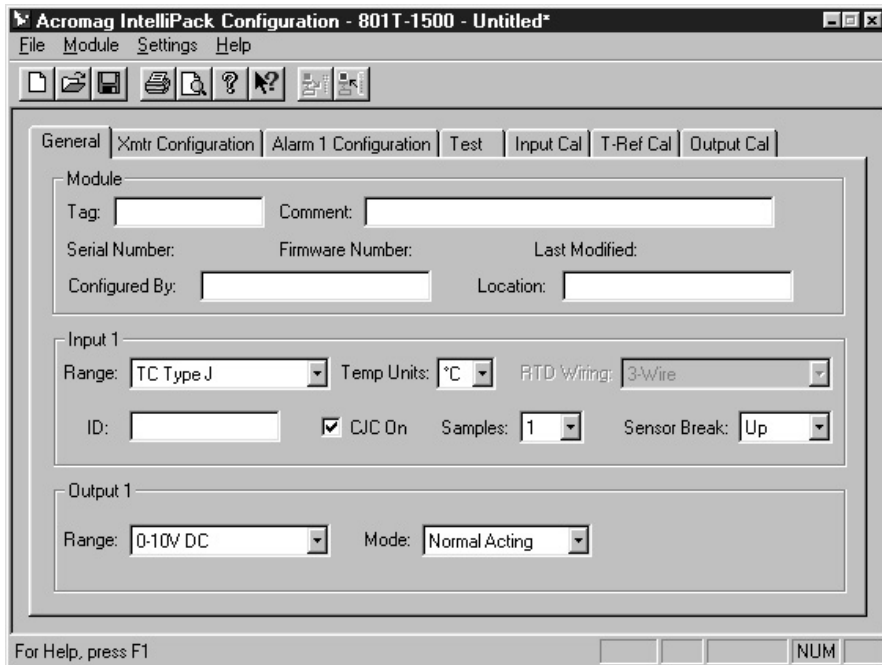 Acromag IntelliPack Configuration - 801T-1500 - Untitled*
File Module Settings Help
General Xmtr Configuration Alarm 1 Configuration Test Input Cal T-Ref Cal Output Cal
Module
Tag: Comment:
Serial Number: Firmware Number: Last Modified:
Configured By: Location:
Input 1
Range: TC Type J Temp Units: °C RTD Wiring: 3-Wire
ID: CJC On Samples: 1 Sensor Break: Up
Output 1
Range: 0-10V DC Mode: Normal Acting
For Help, press F1 NUM